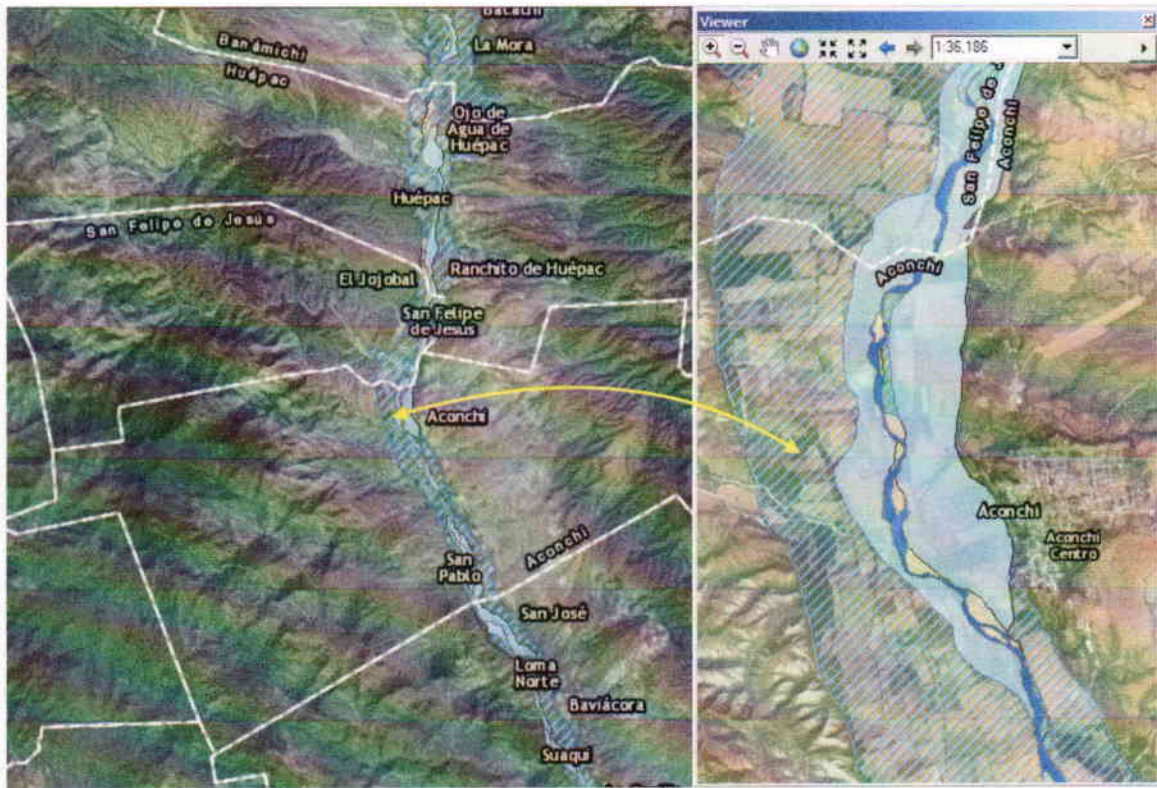 Bacachi
La Mora
Banámichi
Huépac
Ojo de
Agua de
Huépac
Huépac
San Felipe de Jesús
El Jojobal
Ranchito de Huépac
San Felipe
de Jesus
Aconchi
Aconchi
San
Pablo
San José
Loma
Norte
Baviácora
Suaqui
Viewer
1:36,186
San Felipe de J
Aconchi
Aconchi
Aconchi
Aconchi
Centro